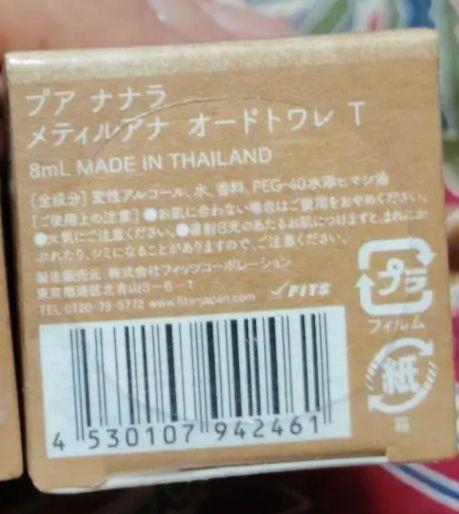 プア ナナラ
メティルアナ オードトワレ T
8mL MADE IN THAILAND
[全成分] 変性アルコール、水、香料、PEG-40水添ヒマシ油
[ご使用上の注意] ●お肌に合わない場合はご使用をおやめください。
●火気にご注意ください。●直射日光のあたるお肌につけますと、まれにか
ぶれたり、シミになることがありますので、ご注意ください。
製造販売元 株式会社フィッツコーポレーション
東京都港区北青山3-6-1
TEL 0120-79-5772 www.fits-japan.com
FITS
プラ
フィルム
紙
箱
4 530107 942461